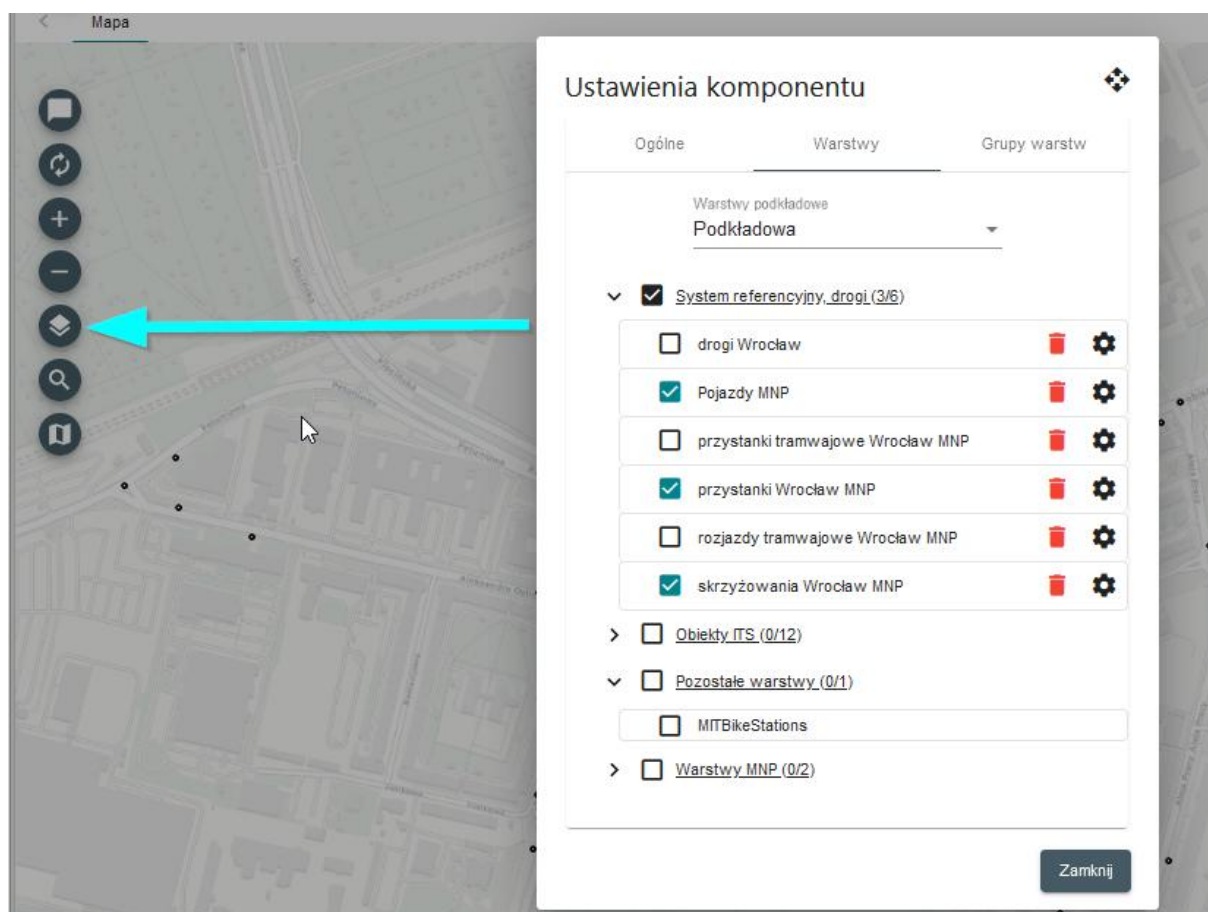 Mapa
Ustawienia komponentu
Ogólne Warstwy Grupy warstw
Warstwy podkładowe
Podkładowa
System referencyjny, drogi (3/6)
drogi Wrocław
Pojazdy MNP
przystanki tramwajowe Wrocław MNP
przystanki Wrocław MNP
rozjazdy tramwajowe Wrocław MNP
skrzyżowania Wrocław MNP
Obiekty ITS (0/12)
Pozostałe warstwy (0/1)
MITBikeStations
Warstwy MNP (0/2)
Zamknij